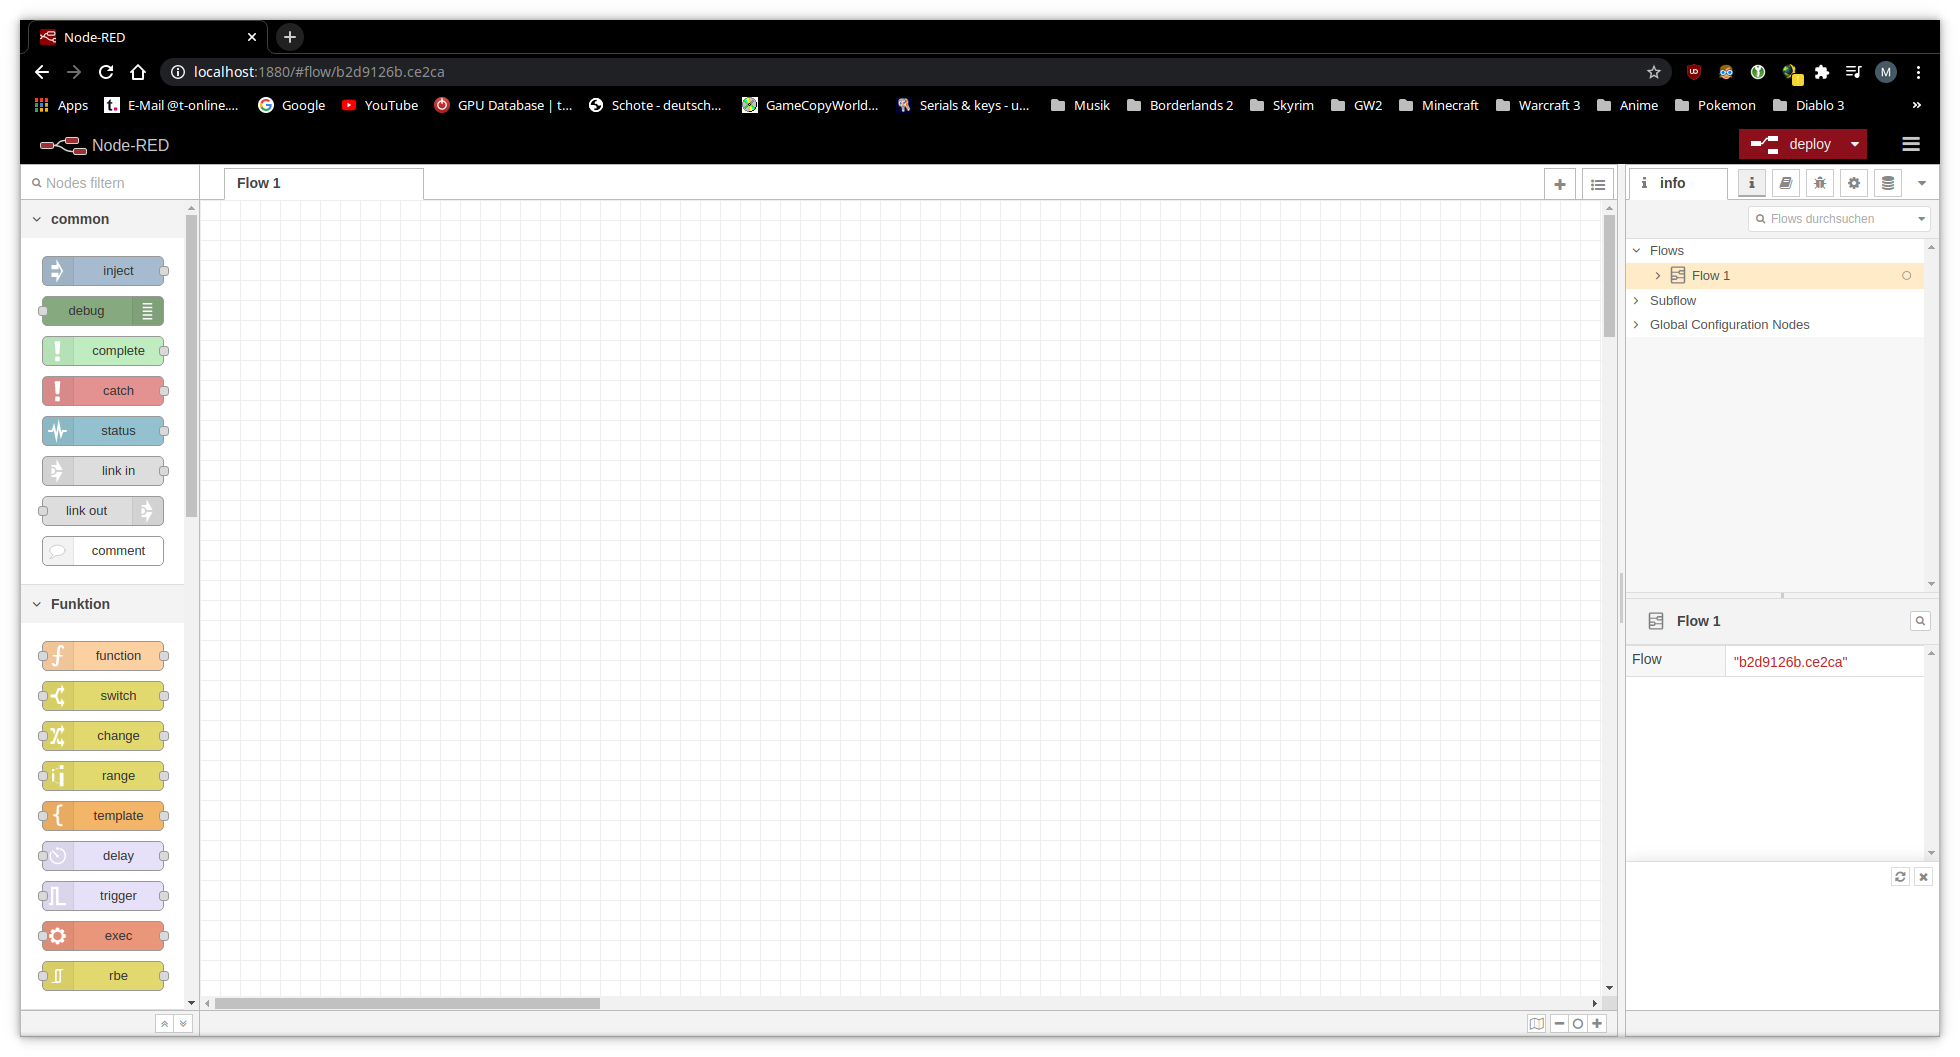 Node-RED
localhost:1880/#flow/b2d9126b.ce2ca
M
Apps
t. E-Mail @t-online....
Google
YouTube
GPU Database | t...
Schote - deutsch...
GameCopyWorld...
Serials & keys - u...
Musik
Borderlands 2
Skyrim
GW2
Minecraft
Warcraft 3
Anime
Pokemon
Diablo 3
»
Node-RED
deploy
Nodes filtern
Flow 1
info
common
inject
debug
complete
catch
status
link in
link out
comment
Funktion
function
switch
change
range
template
delay
trigger
exec
rbe
Flows durchsuchen
Flows
Flow 1
Subflow
Global Configuration Nodes
Flow 1
Flow "b2d9126b.ce2ca"